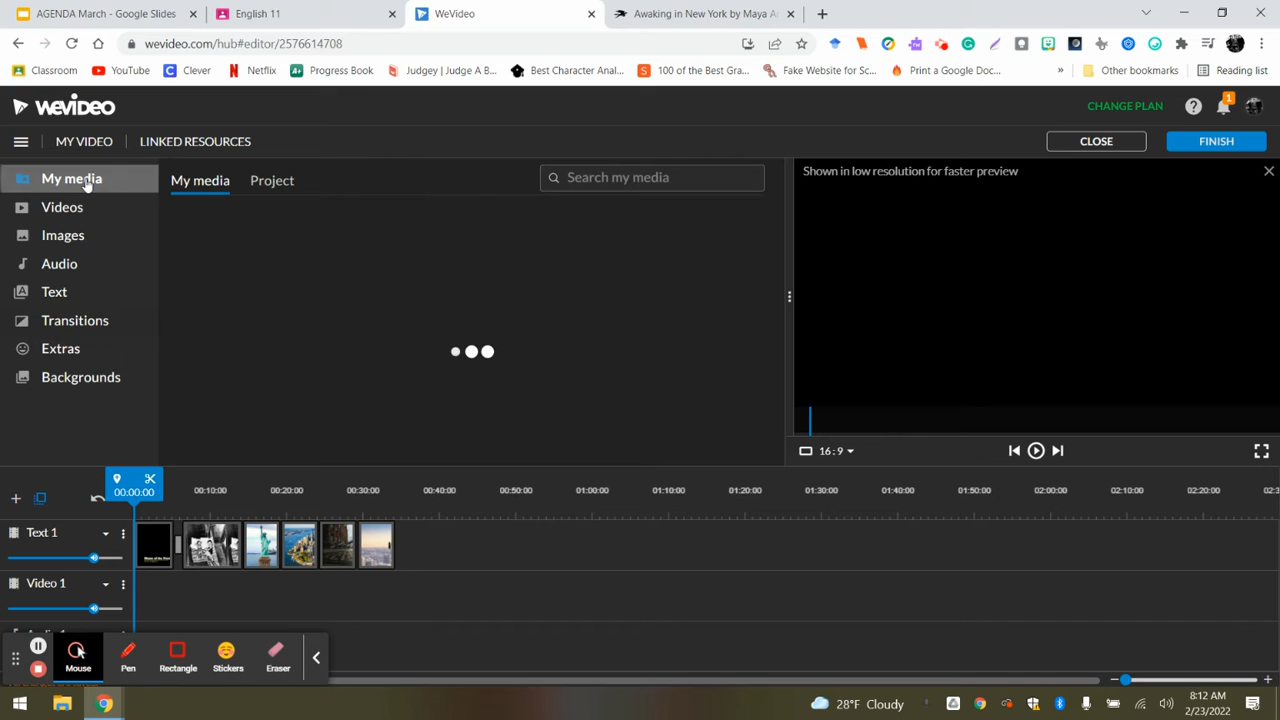 AGENDA March - Google Slides
English 11
WeVideo
Awaking in New York by Maya A
wevideo.com/hub#editor/2576614708
Classroom
YouTube
Clever
Netflix
Progress Boo
Judgey | Judge A B...
Best Character Anal...
100 of the Best Gra...
Fake Website for Sc...
Print a Google Doc...
»
Other bookmarks
Reading list
WEVIDEO
CHANGE PLAN
1
MY VIDEO
LINKED RESOURCES
CLOSE
FINISH
My media
Videos
Images
Audio
Text
Transitions
Extras
Backgrounds
My media
Project
Search my media
Shown in low resolution for faster preview
16:9
00:00:00
00:10:00
00:20:00
00:30:00
00:40:00
00:50:00
01:00:00
01:10:00
01:20:00
01:30:00
01:40:00
01:50:00
02:00:00
02:10:00
02:20:00
02:3
Text 1
Video 1
Mouse
Pen
Rectangle
Stickers
Eraser
28°F Cloudy
8:12 AM
2/23/2022